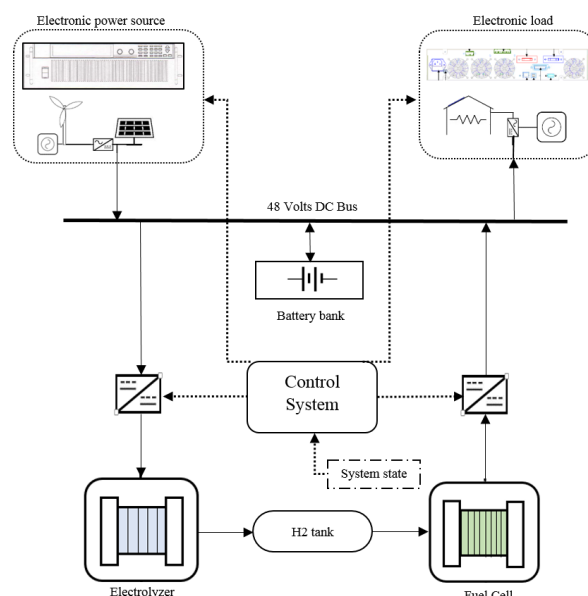 Electronic power source
Electronic load
48 Volts DC Bus
Battery bank
Control
System
System state
H2 tank
Electrolyzer
Fuel Cell